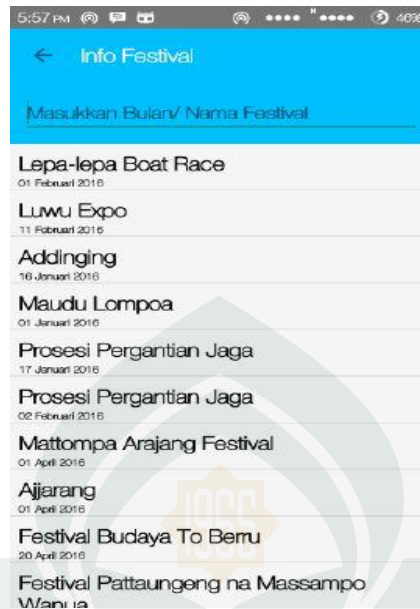 5:57 PM 46%
Info Festival
Masukkan Bulan/ Nama Festival
Lepa-lepa Boat Race
01 Februari 2016
Luwu Expo
11 Februari 2016
Addinging
16 Januari 2016
Maudu Lompoa
01 Januari 2016
Prosesi Pergantian Jaga
17 Januari 2016
Prosesi Pergantian Jaga
02 Februari 2016
Mattompa Arajang Festival
01 April 2016
Ajjarang
01 April 2016
Festival Budaya To Berru
20 April 2016
Festival Pattaungeng na Massampo
Wanua
1965